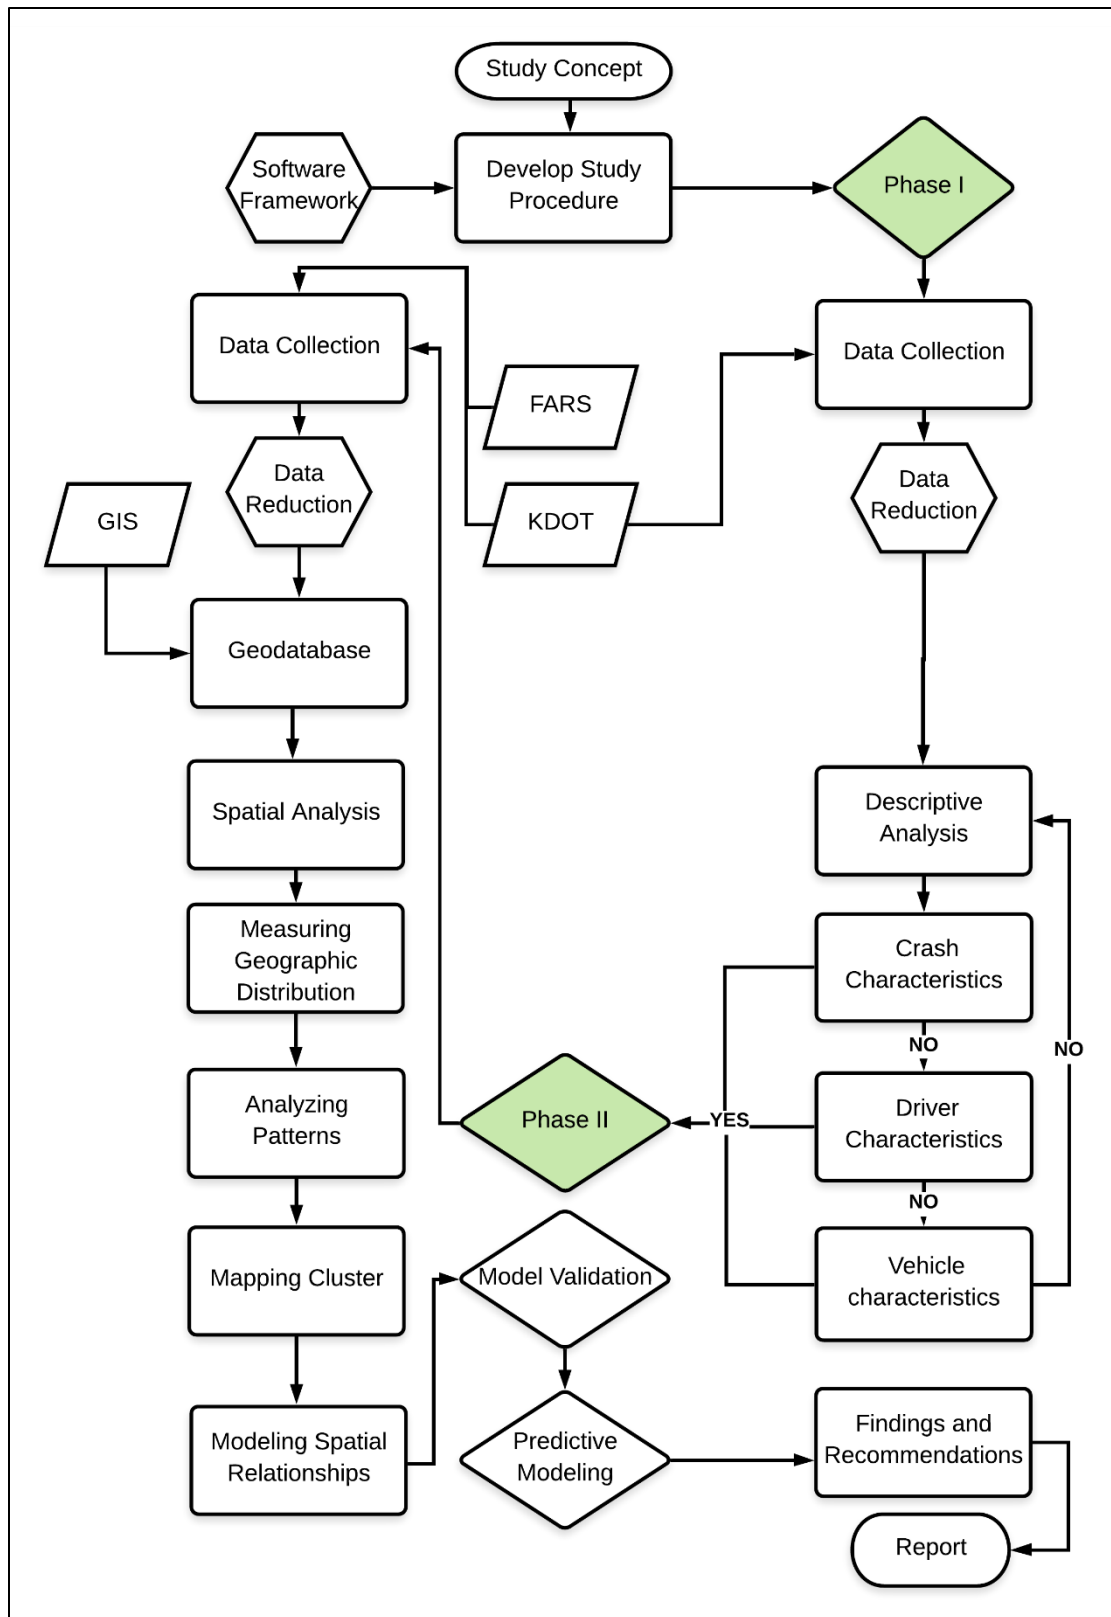 Study Concept
Software
Framework
Develop Study
Procedure
Phase I
Data Collection
FARS
Data Collection
Data
Reduction
GIS
KDOT
Data
Reduction
Geodatabase
Spatial Analysis
Descriptive
Analysis
Measuring
Geographic
Distribution
Crash
Characteristics
NO
NO
Analyzing
Patterns
Phase II
YES
Driver
Characteristics
NO
Mapping Cluster
Model Validation
Vehicle
characteristics
Modeling Spatial
Relationships
Predictive
Modeling
Findings and
Recommendations
Report